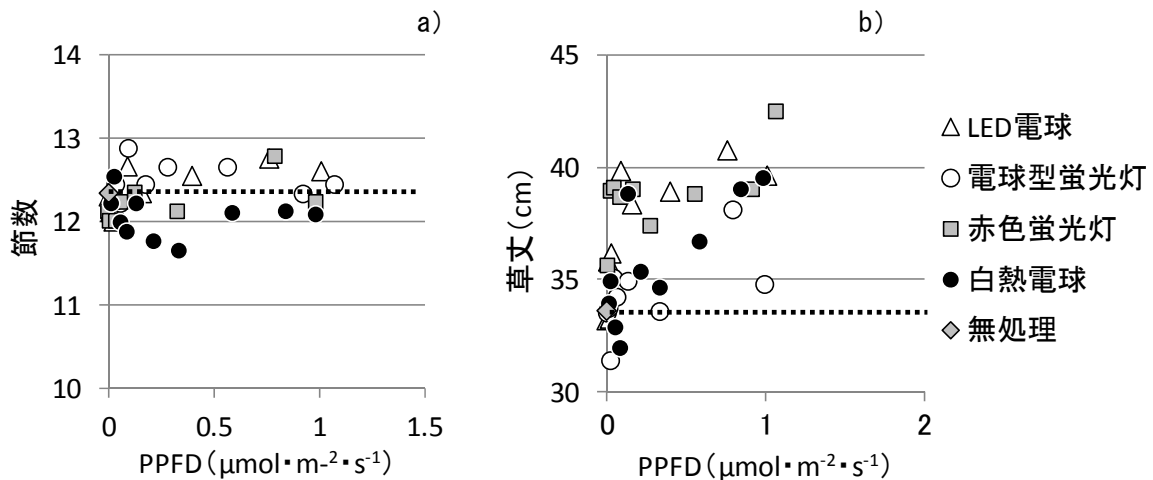 a)
14
13
12
11
10
節数
0
0.5
1
1.5
PPFD(μmol・m-²・s⁻¹)
b)
45
40
35
30
草丈(cm)
0
1
2
PPFD(μmol・m⁻²・s⁻¹)
LED電球
電球型蛍光灯
赤色蛍光灯
白熱電球
無処理